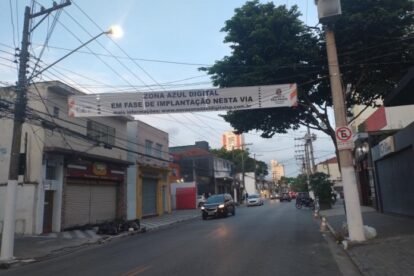 ZONA AZUL DIGITAL
EM FASE DE IMPLANTAÇÃO NESTA VIA